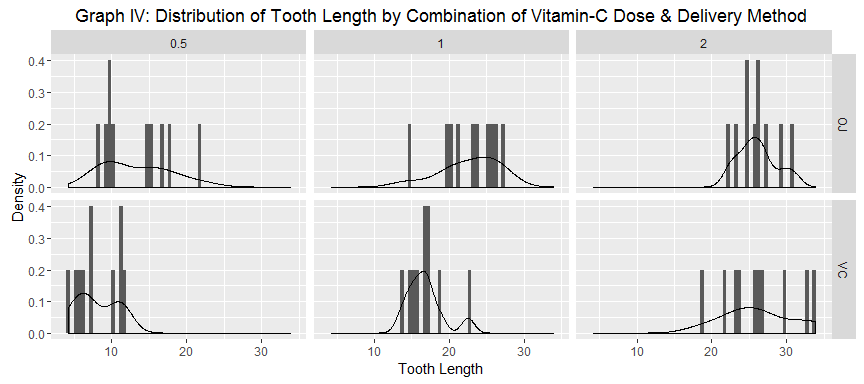 Graph IV: Distribution of Tooth Length by Combination of Vitamin-C Dose & Delivery Method
0.5
1
2
0.4
0.3
0.2
0.1
0.0
OJ
Density
0.4
0.3
0.2
0.1
0.0
VC
10 20 30
10 20 30
10 20 30
Tooth Length